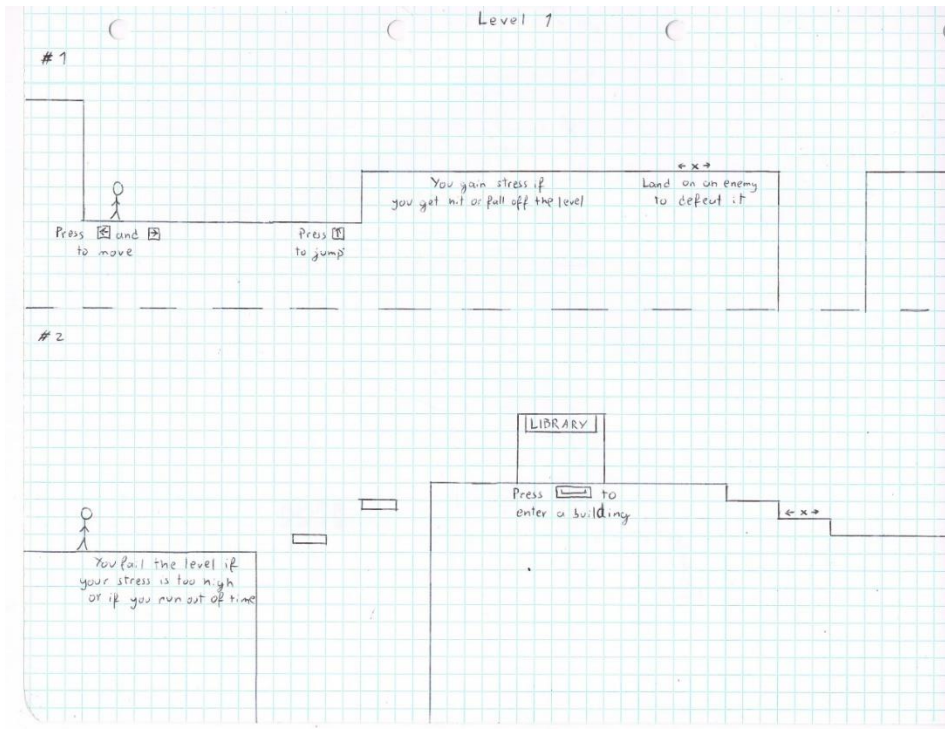 Level 1
# 1
← x →
You gain stress if
you get hit or fall off the level
Land on an enemy
to defeat it
Press ← and →
to move
Press ↑
to jump
# 2
LIBRARY
Press ⎵ to
enter a building
← x →
You fail the level if
your stress is too high
or if you run out of time